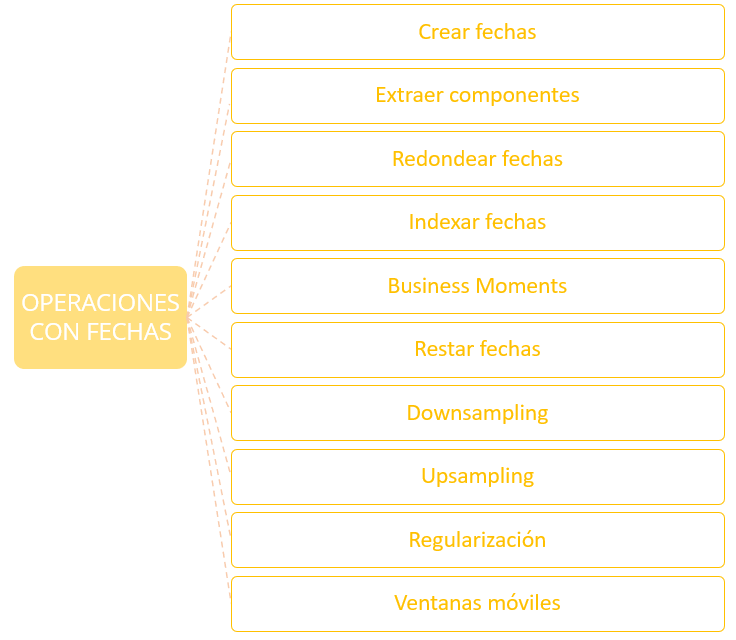 OPERACIONES
CON FECHAS
Crear fechas
Extraer componentes
Redondear fechas
Indexar fechas
Business Moments
Restar fechas
Downsampling
Upsampling
Regularización
Ventanas móviles